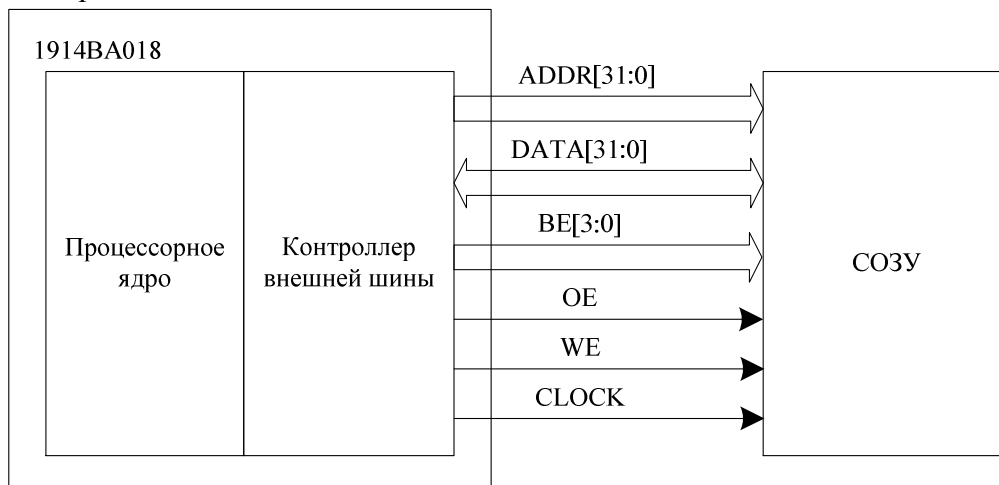 1914ВА018
ADDR[31:0]
DATA[31:0]
BE[3:0]
OE
WE
CLOCK
Процессорное
ядро
Контроллер
внешней шины
СОЗУ